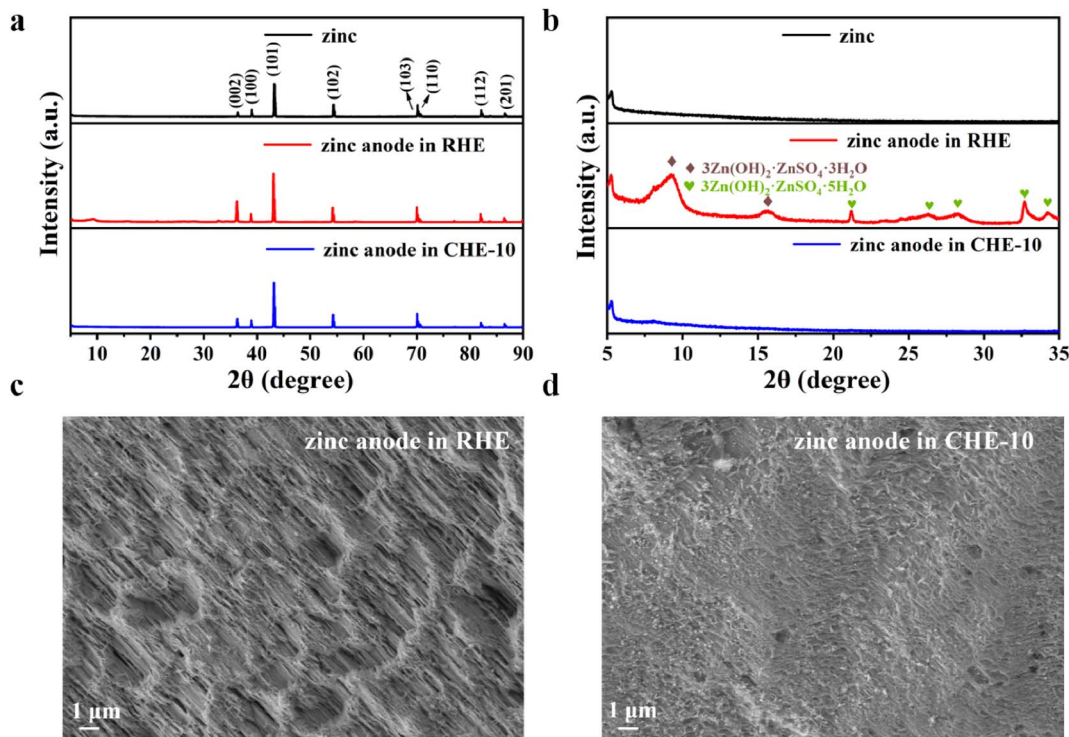 a
zinc
(002)
(100)
(101)
(102)
(103)
(110)
(112)
(201)
zinc anode in RHE
zinc anode in CHE-10
Intensity (a.u.)
10 20 30 40 50 60 70 80 90
2θ (degree)
b
zinc
zinc anode in RHE
♦ 3Zn(OH)₂·ZnSO₄·3H₂O
♥ 3Zn(OH)₂·ZnSO₄·5H₂O
zinc anode in CHE-10
Intensity (a.u.)
5 10 15 20 25 30 35
2θ (degree)
c
zinc anode in RHE
1 μm
d
zinc anode in CHE-10
1 μm